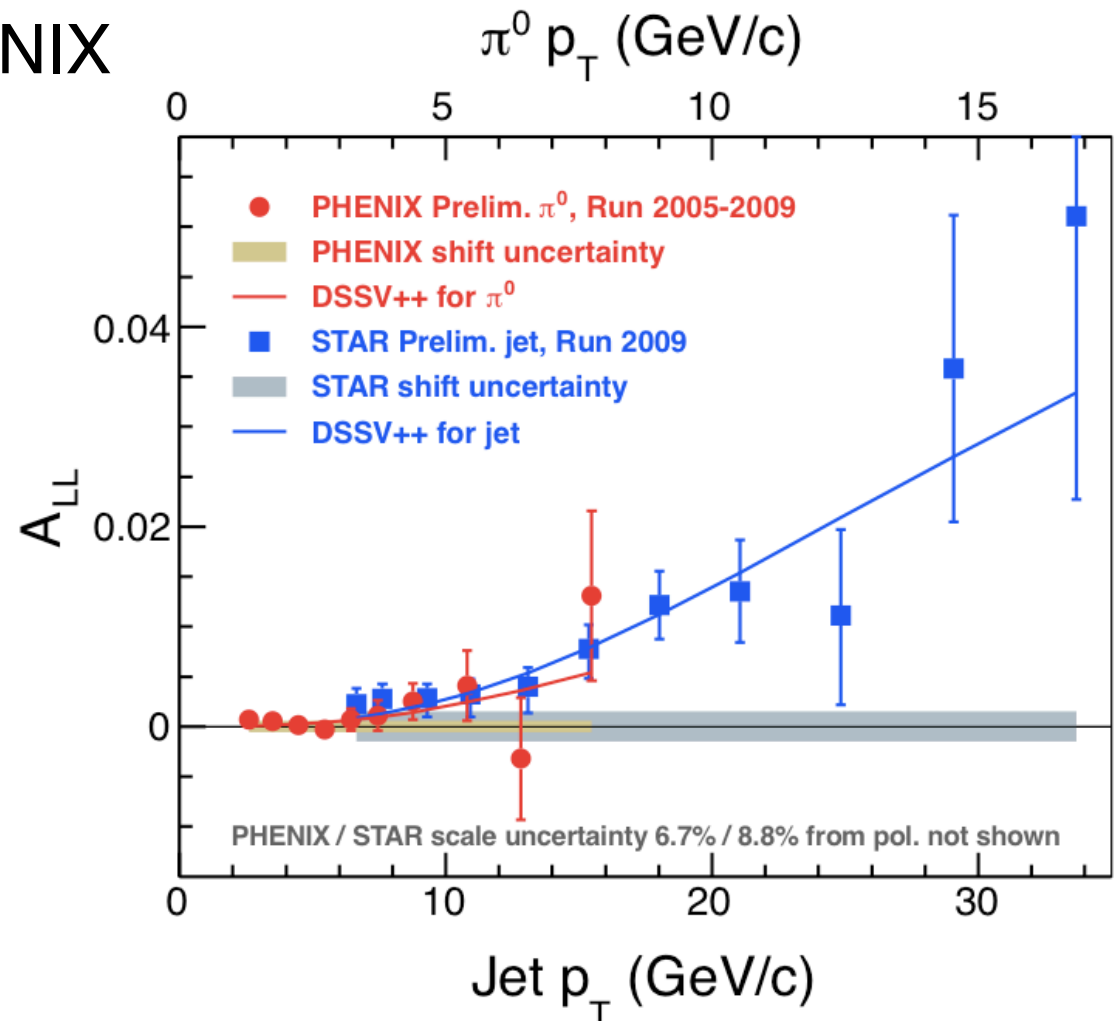 NIX
π⁰ p_T (GeV/c)
0 5 10 15
PHENIX Prelim. π⁰, Run 2005-2009
PHENIX shift uncertainty
DSSV++ for π⁰
STAR Prelim. jet, Run 2009
STAR shift uncertainty
DSSV++ for jet
0.04
0.02
0
A_LL
PHENIX / STAR scale uncertainty 6.7% / 8.8% from pol. not shown
0 10 20 30
Jet p_T (GeV/c)